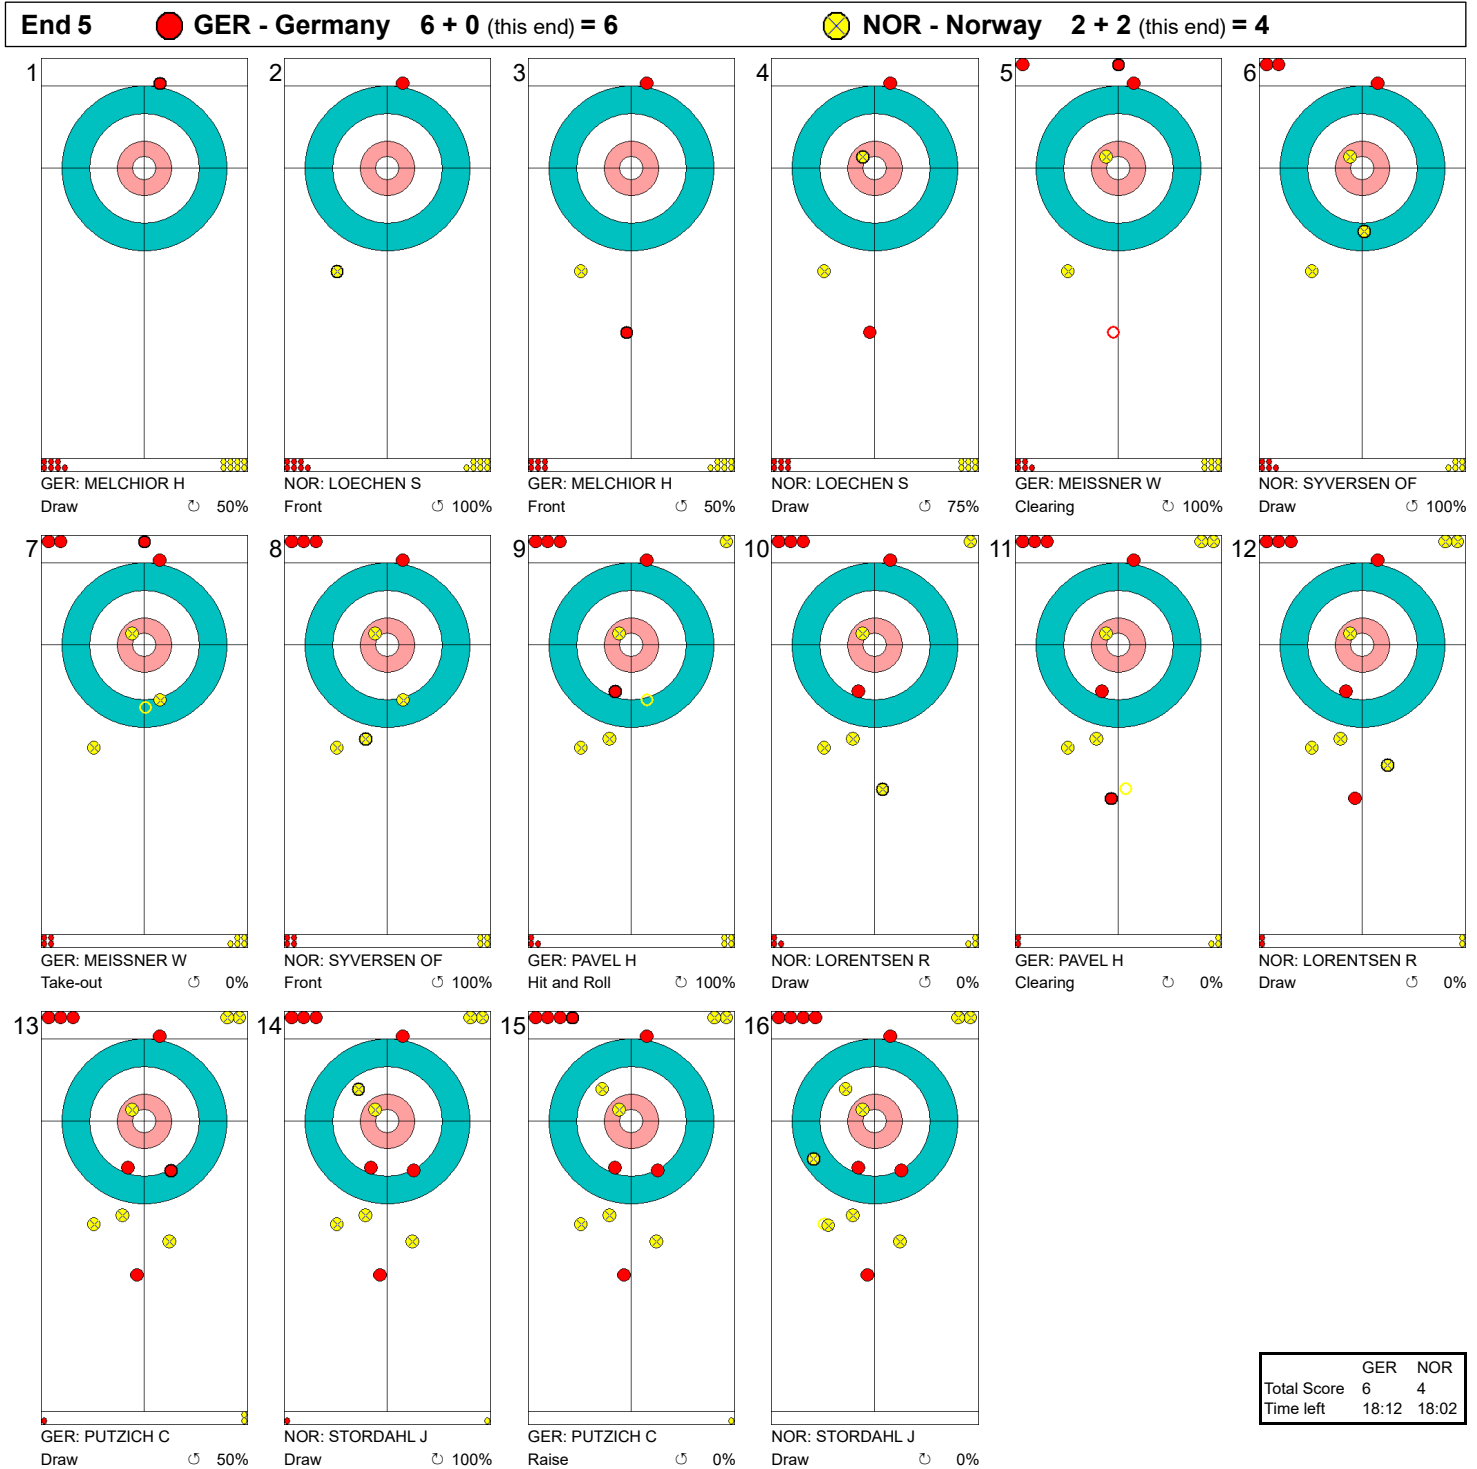 End 5 GER - Germany 6 + 0 (this end) = 6 NOR - Norway 2 + 2 (this end) = 4
1 2 3 4 5 6
GER: MELCHIOR H NOR: LOECHEN S GER: MELCHIOR H NOR: LOECHEN S GER: MEISSNER W NOR: SYVERSEN OF
Draw ↻ 50% Front ↺ 100% Front ↺ 50% Draw ↺ 75% Clearing ↻ 100% Draw ↺ 100%
7 8 9 10 11 12
GER: MEISSNER W NOR: SYVERSEN OF GER: PAVEL H NOR: LORENTSEN R GER: PAVEL H NOR: LORENTSEN R
Take-out ↺ 0% Front ↺ 100% Hit and Roll ↻ 100% Draw ↺ 0% Clearing ↻ 0% Draw ↺ 0%
13 14 15 16
GER: PUTZICH C NOR: STORDAHL J GER: PUTZICH C NOR: STORDAHL J
Draw ↺ 50% Draw ↻ 100% Raise ↺ 0% Draw ↻ 0%
GER NOR
Total Score 6 4
Time left 18:12 18:02